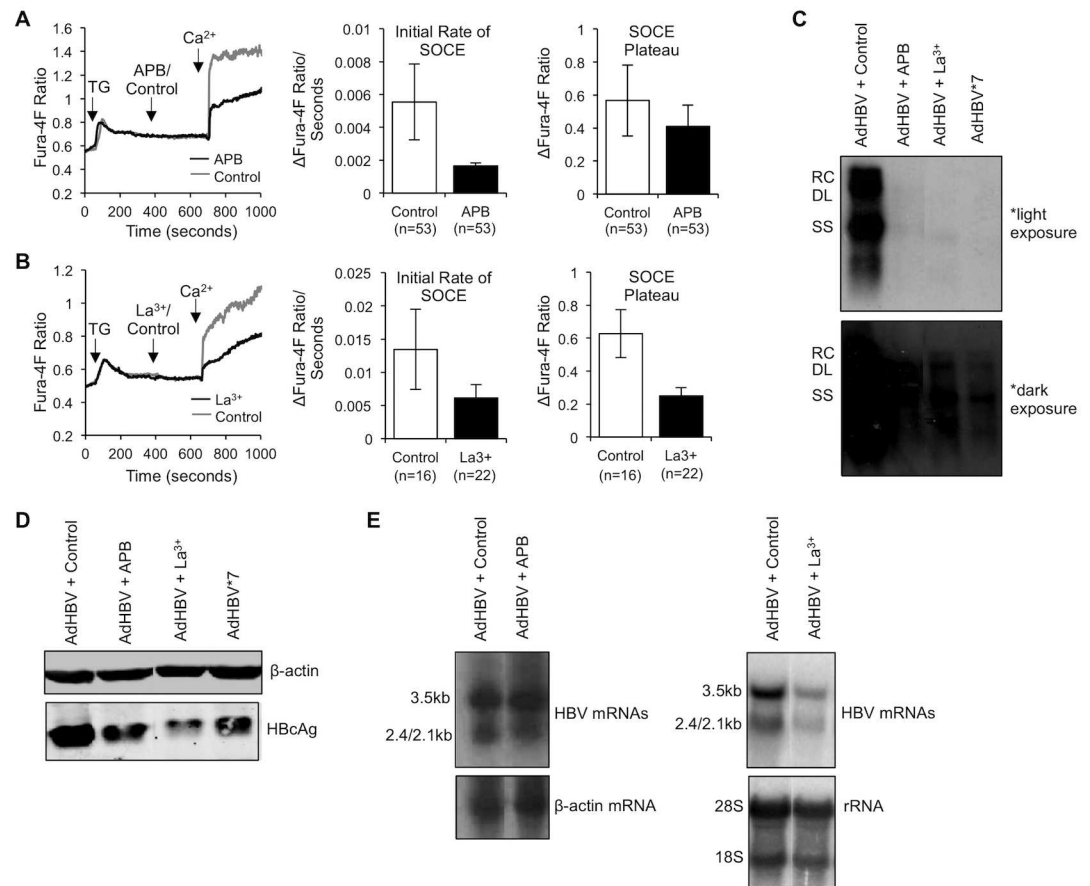 A
Fura-4F Ratio
1.6
1.4
1.2
1
0.8
0.6
0.4
0.2
TG
APB/
Control
Ca²⁺
APB
Control
0 200 400 600 800 1000
Time (seconds)
Initial Rate of
SOCE
ΔFura-4F Ratio/
Seconds
0.01
0.008
0.006
0.004
0.002
0
Control
(n=53)
APB
(n=53)
SOCE
Plateau
ΔFura-4F Ratio
1
0.8
0.6
0.4
0.2
0
Control
(n=53)
APB
(n=53)
B
Fura-4F Ratio
1.2
1
0.8
0.6
0.4
0.2
TG
La³⁺/
Control
Ca²⁺
La³⁺
Control
0 200 400 600 800 1000
Time (seconds)
Initial Rate of
SOCE
ΔFura-4F Ratio/
Seconds
0.025
0.02
0.015
0.01
0.005
0
Control
(n=16)
La3+
(n=22)
SOCE
Plateau
ΔFura-4F Ratio
1
0.8
0.6
0.4
0.2
0
Control
(n=16)
La3+
(n=22)
C
AdHBV + Control
AdHBV + APB
AdHBV + La³⁺
AdHBV*7
RC
DL
SS
*light
exposure
RC
DL
SS
*dark
exposure
D
AdHBV + Control
AdHBV + APB
AdHBV + La³⁺
AdHBV*7
β-actin
HBcAg
E
AdHBV + Control
AdHBV + APB
3.5kb
2.4/2.1kb
HBV mRNAs
β-actin mRNA
AdHBV + Control
AdHBV + La³⁺
3.5kb
2.4/2.1kb
HBV mRNAs
28S
18S
rRNA